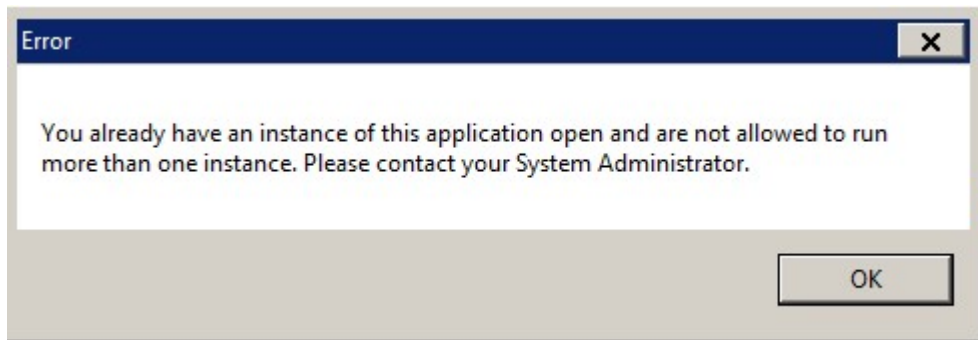 Error
You already have an instance of this application open and are not allowed to run
more than one instance. Please contact your System Administrator.
OK